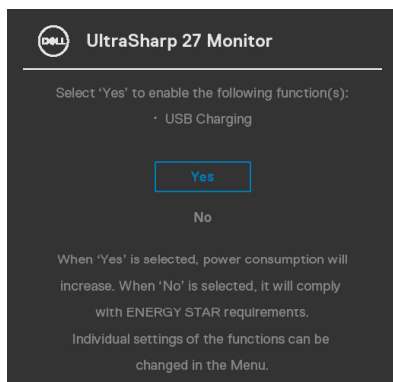 DELL UltraSharp 27 Monitor
Select ‘Yes’ to enable the following function(s):
· USB Charging
Yes
No
When ‘Yes’ is selected, power consumption will
increase. When ‘No’ is selected, it will comply
with ENERGY STAR requirements.
Individual settings of the functions can be
changed in the Menu.